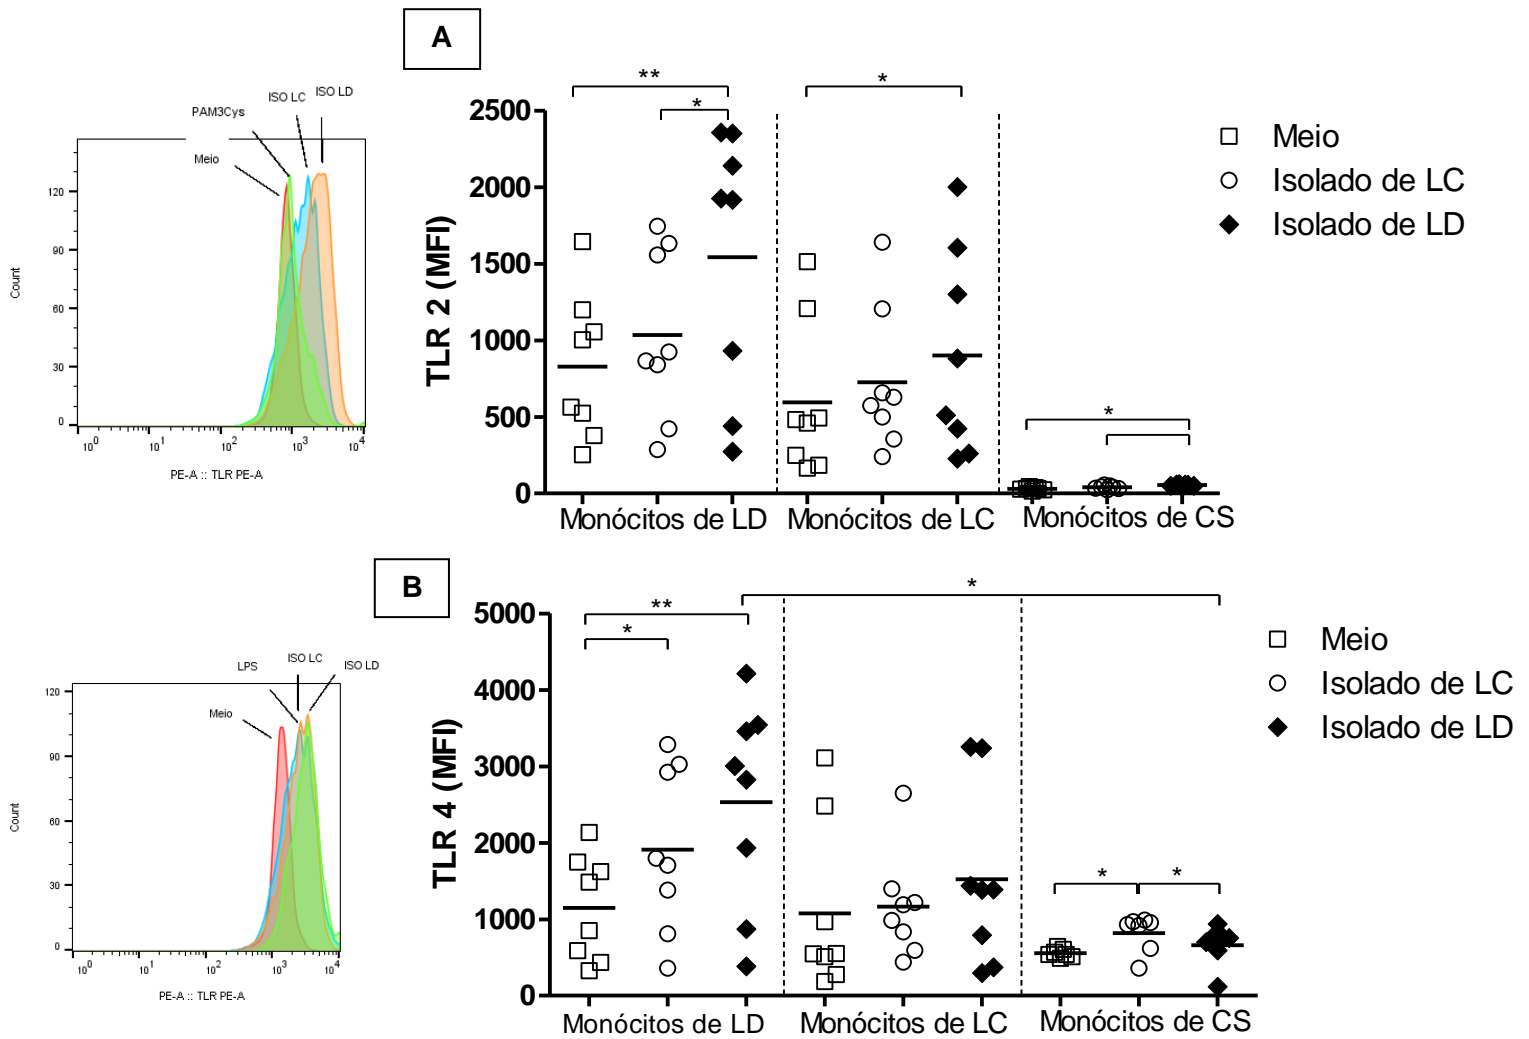 A
ISO LC
ISO LD
PAM3Cys
Meio
120
90
60
30
0
Count
10^0
10^1
10^2
10^3
10^4
PE-A :: TLR PE-A
**
*
*
*
2500
2000
1500
1000
500
0
TLR 2 (MFI)
Meio
Isolado de LC
Isolado de LD
Monócitos de LD
Monócitos de LC
Monócitos de CS
B
ISO LC
LPS
ISO LD
Meio
120
90
60
30
0
Count
10^0
10^1
10^2
10^3
10^4
PE-A :: TLR PE-A
*
**
*
*
*
5000
4000
3000
2000
1000
0
TLR 4 (MFI)
Meio
Isolado de LC
Isolado de LD
Monócitos de LD
Monócitos de LC
Monócitos de CS